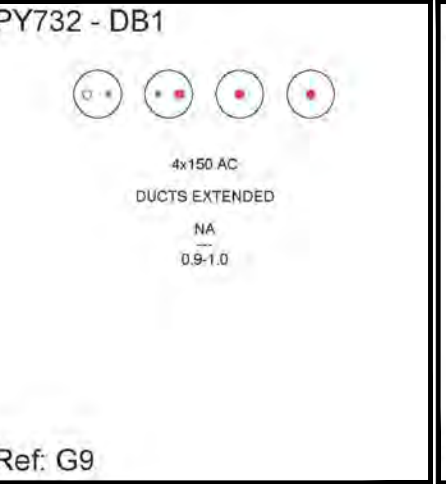 PY732 - DB1
4x150 AC
DUCTS EXTENDED
NA
0.9-1.0
Ref: G9